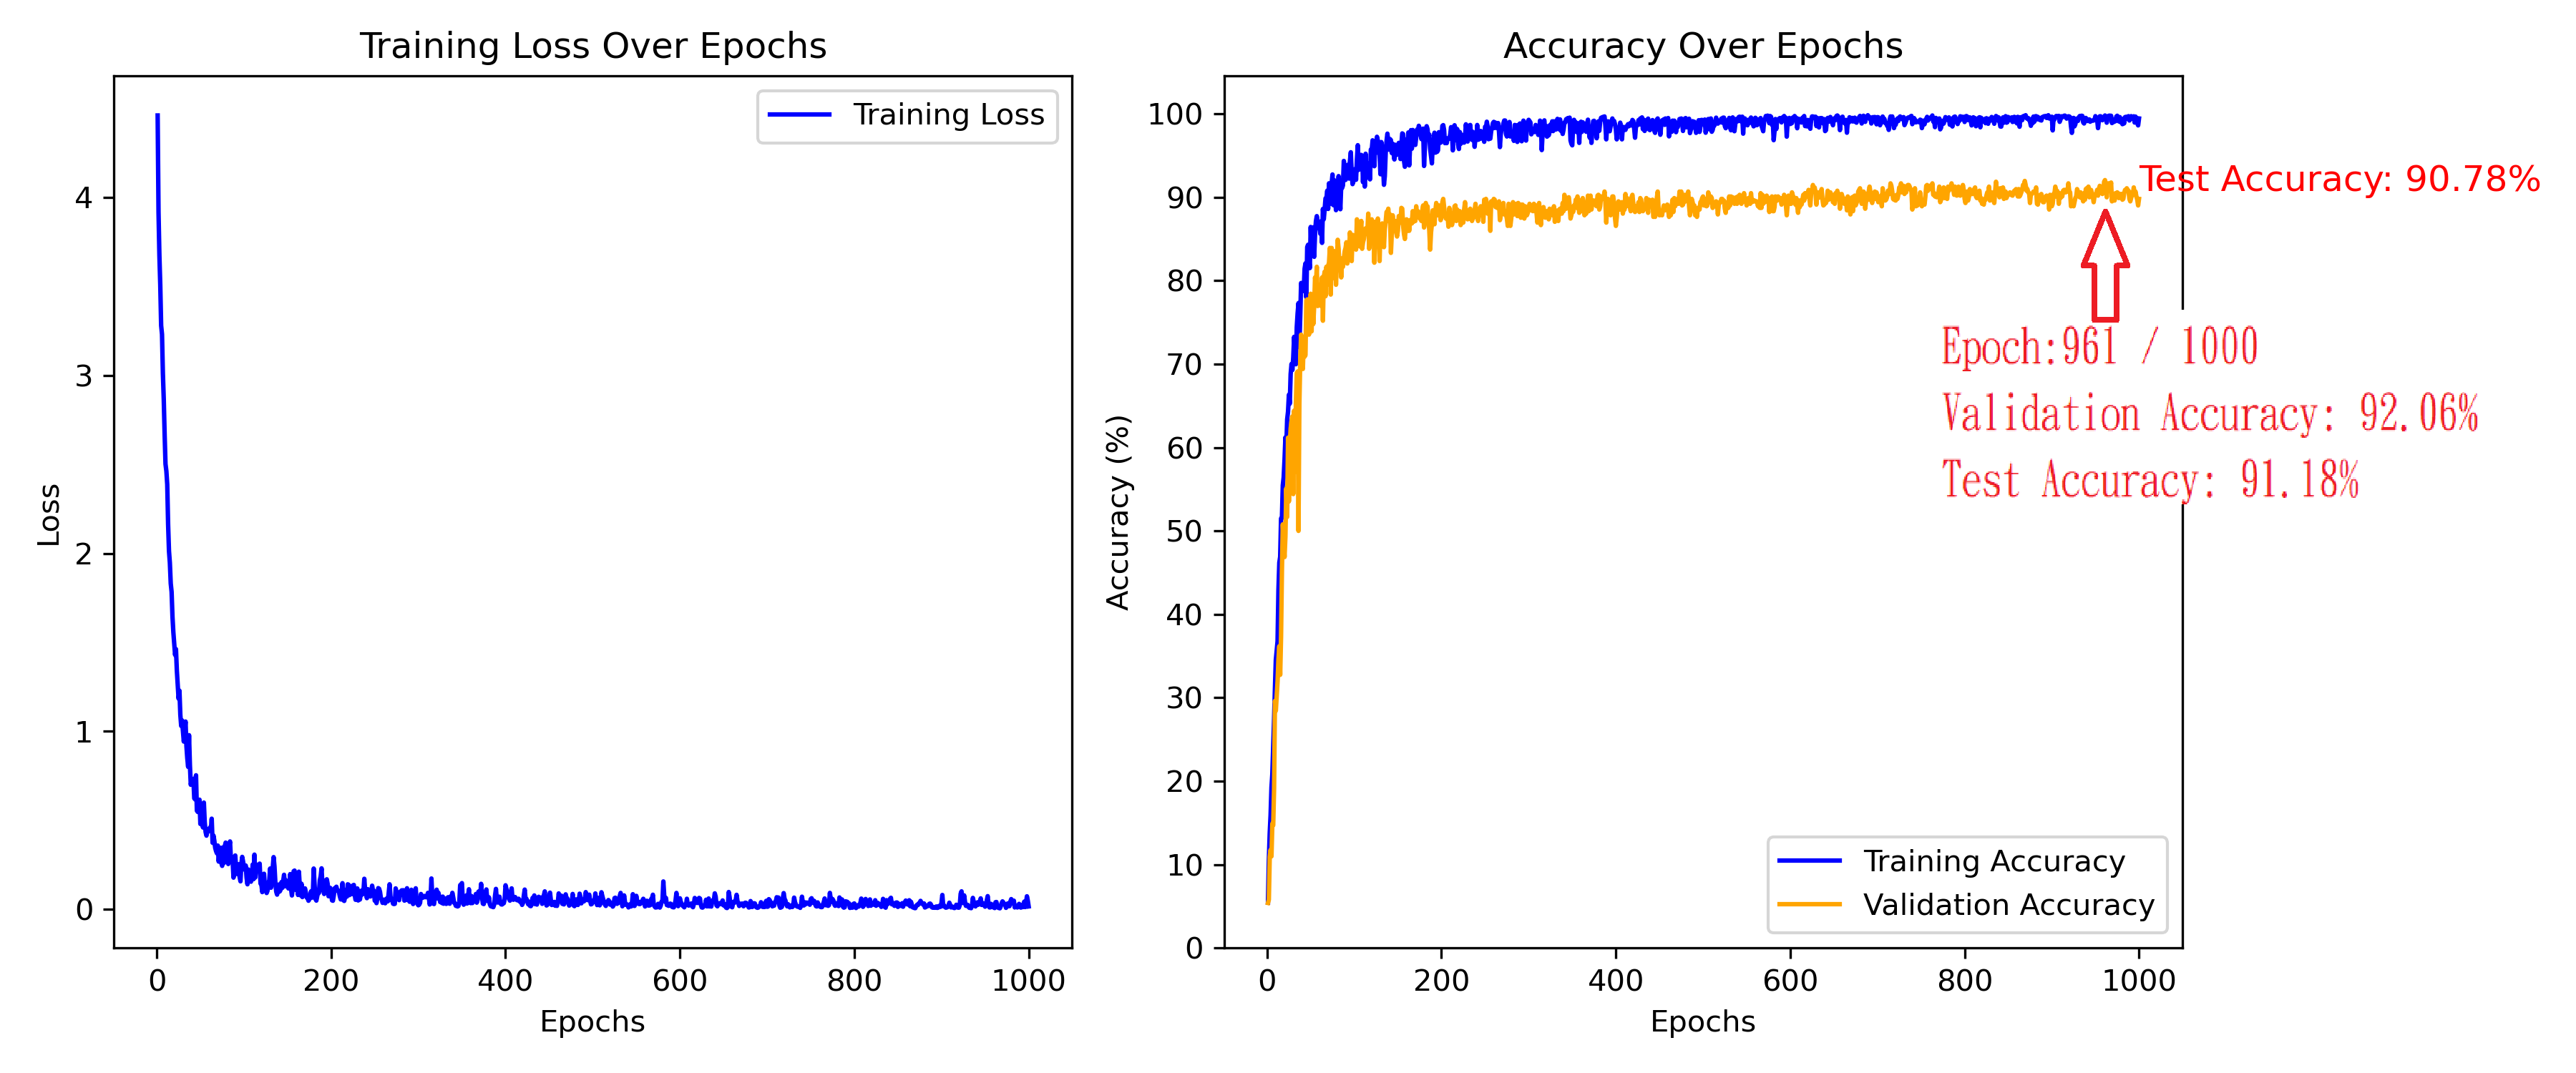 Training Loss Over Epochs
Training Loss
4
3
2
1
0
Loss
0 200 400 600 800 1000
Epochs
Accuracy Over Epochs
100
90
80
70
60
50
40
30
20
10
0
Accuracy (%)
Test Accuracy: 90.78%
Epoch:961 / 1000
Validation Accuracy: 92.06%
Test Accuracy: 91.18%
Training Accuracy
Validation Accuracy
0 200 400 600 800 1000
Epochs